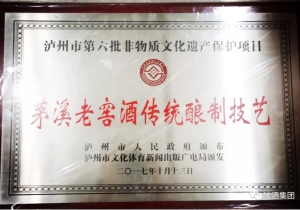 泸州市第六批非物质文化遗产保护项目
茅溪老窖酒传统酿制技艺
泸州市人民政府颁布
泸州市文化体育新闻出版广电局颁发
二〇一七年十月十三日
酒集团